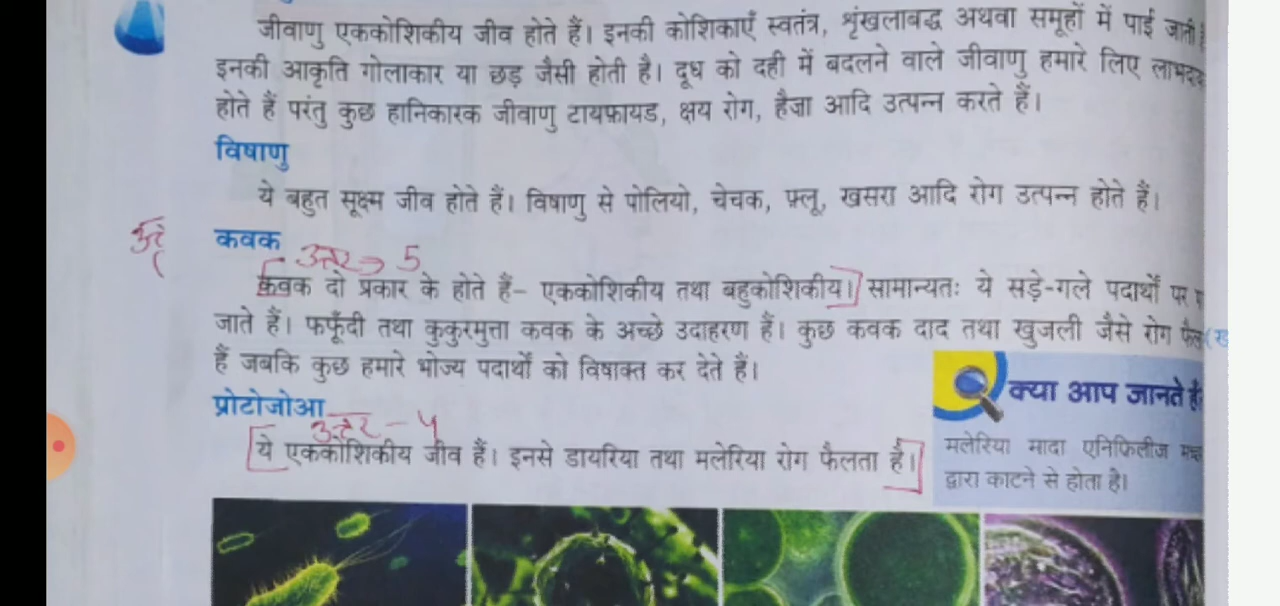 जीवाणु एककोशिकीय जीव होते हैं। इनकी कोशिकाएँ स्वतंत्र, शृंखलाबद्ध अथवा समूहों में पाई जाती
इनकी आकृति गोलाकार या छड़ जैसी होती है। दूध को दही में बदलने वाले जीवाणु हमारे लिए
होते हैं परंतु कुछ हानिकारक जीवाणु टायफ़ायड, क्षय रोग, हैजा आदि उत्पन्न करते हैं।
विषाणु
ये बहुत सूक्ष्म जीव होते हैं। विषाणु से पोलियो, चेचक, फ़्लू, खसरा आदि रोग उत्पन्न होते हैं।
कवक
उत्तर → 5
कवक दो प्रकार के होते हैं– एककोशिकीय तथा बहुकोशिकीय। सामान्यतः ये सड़े-गले पदार्थों पर
जाते हैं। फफूँदी तथा कुकुरमुत्ता कवक के अच्छे उदाहरण हैं। कुछ कवक दाद तथा खुजली जैसे रोग
हैं जबकि कुछ हमारे भोज्य पदार्थों को विषाक्त कर देते हैं।
प्रोटोजोआ
उत्तर – 4
ये एककोशिकीय जीव हैं। इनसे डायरिया तथा मलेरिया रोग फैलता है।
क्या आप जानते हैं
मलेरिया मादा एनिफिलीज
द्वारा काटने से होता है।